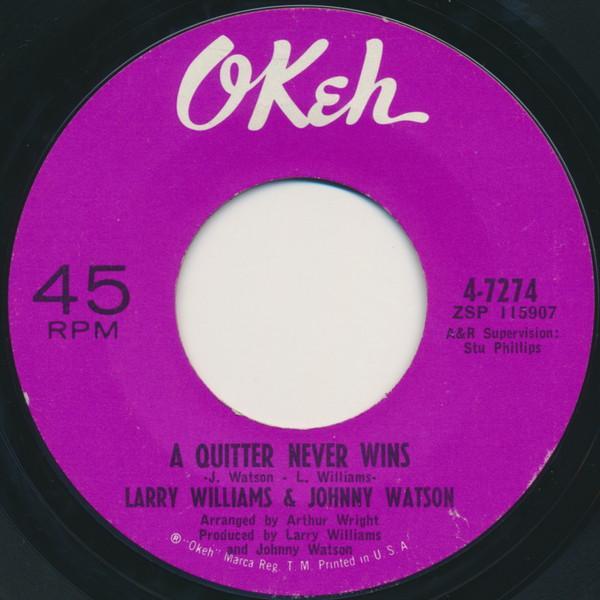 OKeh
45
RPM
4-7274
ZSP 115907
A&R Supervision:
Stu Phillips
A QUITTER NEVER WINS
-J. Watson - L. Williams-
LARRY WILLIAMS & JOHNNY WATSON
Arranged by Arthur Wright
Produced by Larry Williams
and Johnny Watson
® "Okeh" Marca Reg. T. M. Printed in U. S. A.